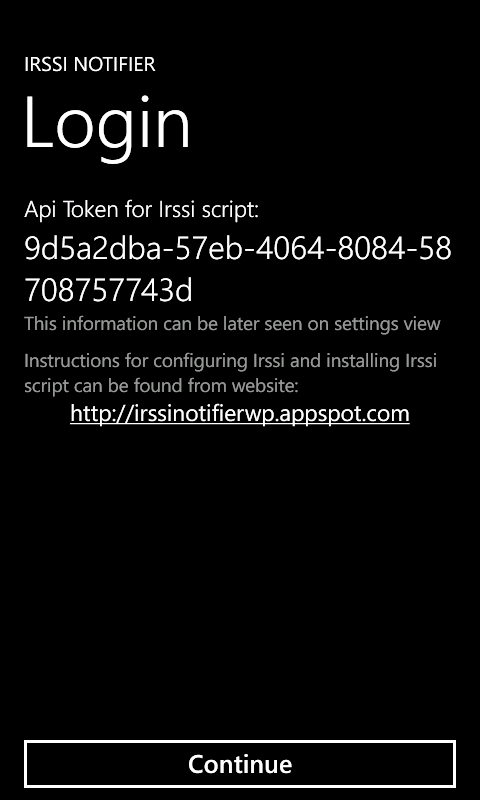 IRSSI NOTIFIER
Login
Api Token for Irssi script:
9d5a2dba-57eb-4064-8084-58
708757743d
This information can be later seen on settings view
Instructions for configuring Irssi and installing Irssi
script can be found from website:
http://irssinotifierwp.appspot.com
Continue